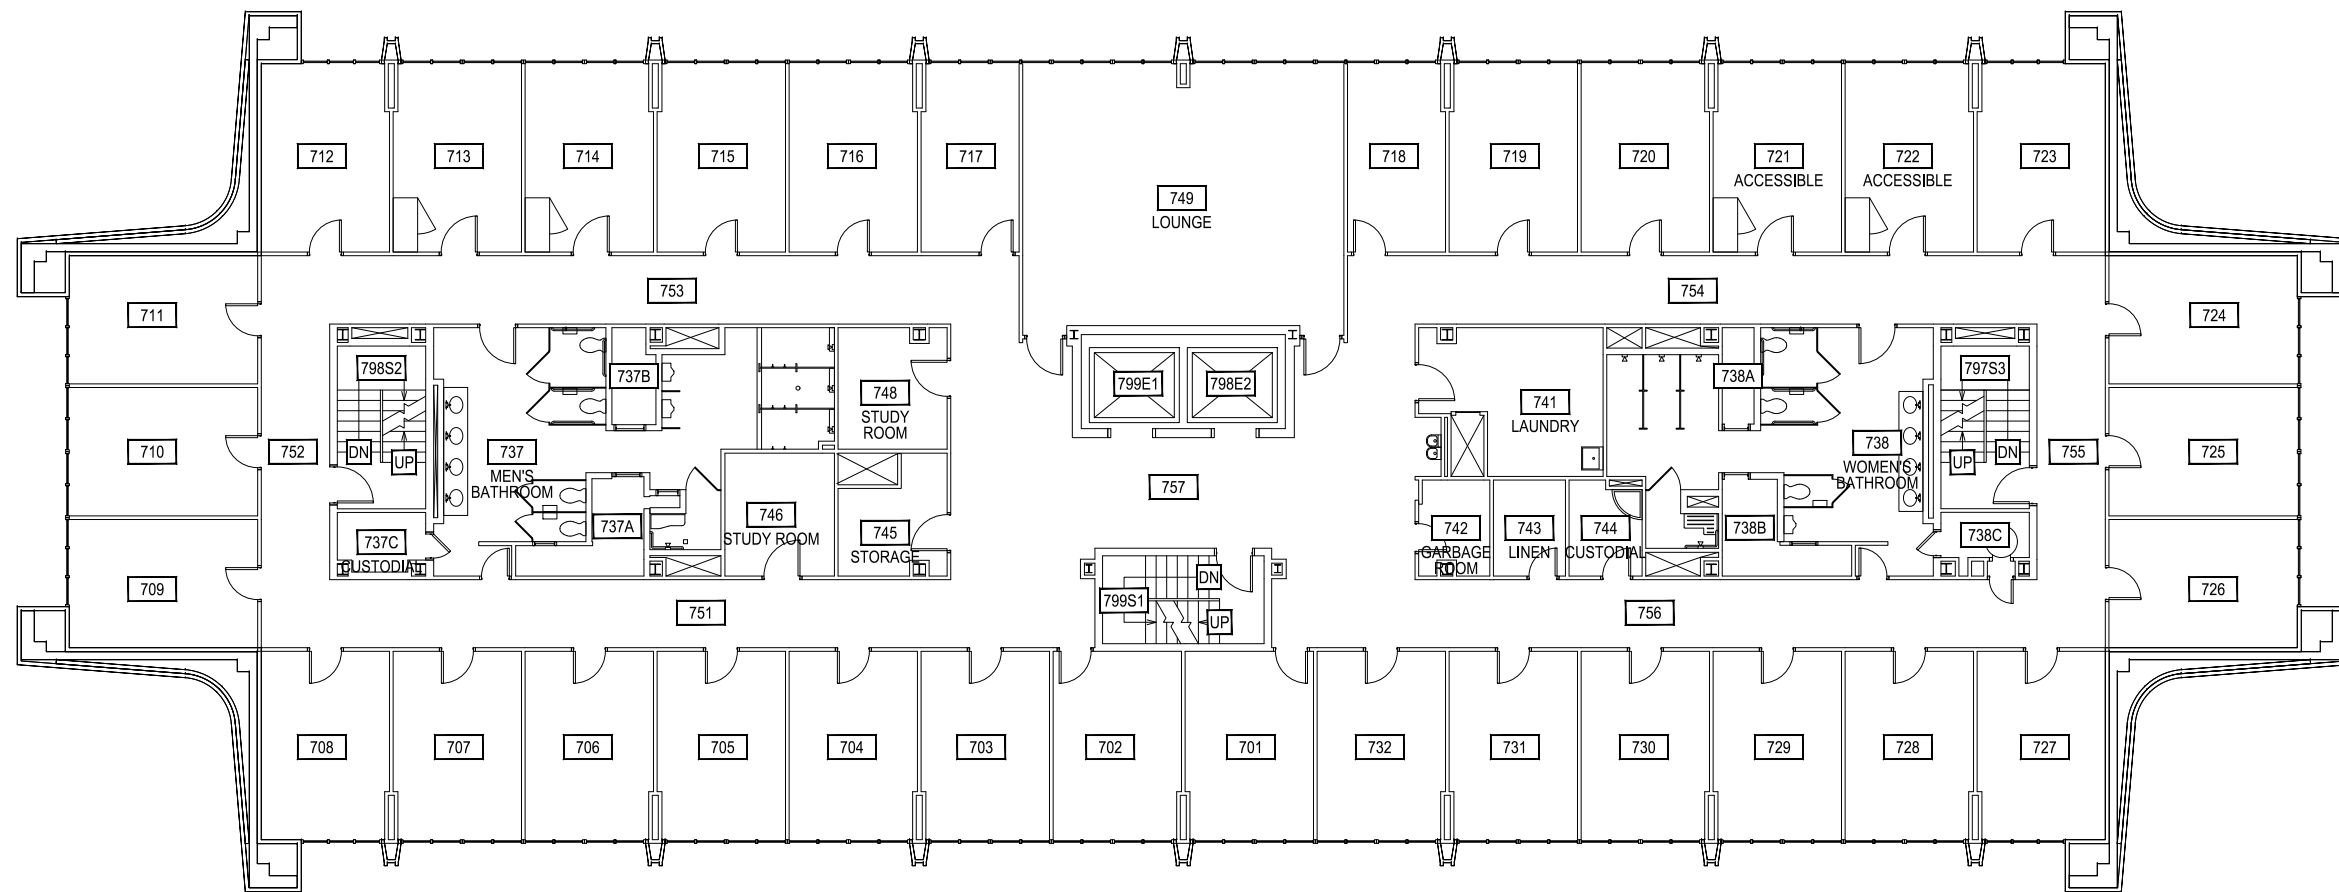 712
713
714
715
716
717
749
LOUNGE
718
719
720
721
ACCESSIBLE
722
ACCESSIBLE
723
711
753
754
724
798S2
737B
748
STUDY
ROOM
799E1
798E2
741
LAUNDRY
738A
797S3
710
752
DN
UP
737
MEN'S
BATHROOM
757
738
WOMEN'S
BATHROOM
UP
DN
755
725
737C
CUSTODIAL
737A
746
STUDY ROOM
745
STORAGE
742
GARBAGE
ROOM
743
LINEN
744
CUSTODIAL
738B
738C
709
751
799S1
DN
UP
756
726
708
707
706
705
704
703
702
701
732
731
730
729
728
727